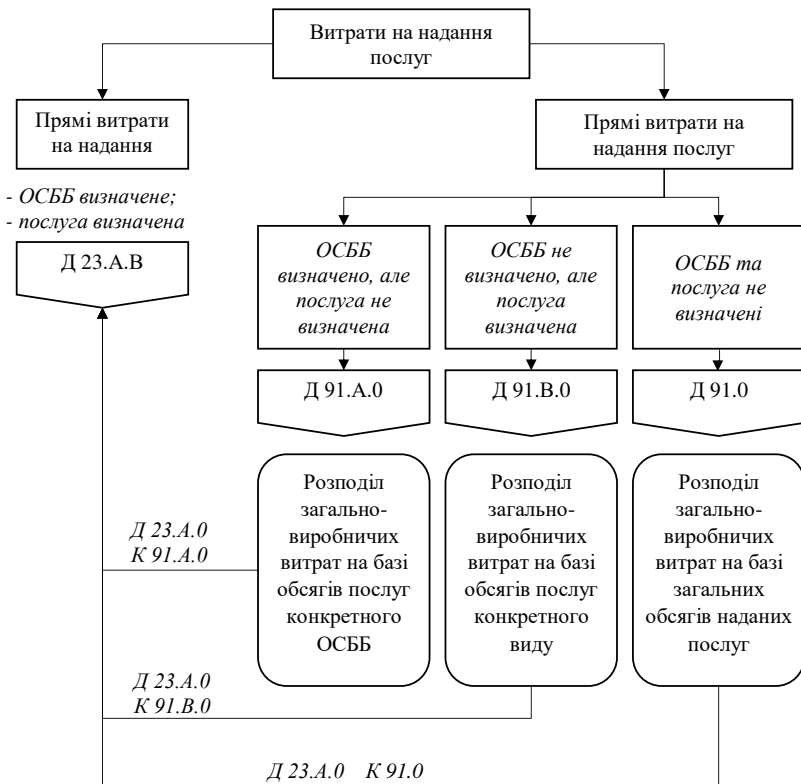 Витрати на надання
послуг
Прямі витрати
на надання
Прямі витрати на
надання послуг
- ОСББ визначене;
- послуга визначена
Д 23.А.В
ОСББ
визначено, але
послуга не
визначена
ОСББ не
визначено, але
послуга
визначена
ОСББ та
послуга не
визначені
Д 91.А.0
Д 91.В.0
Д 91.0
Розподіл
загально-
виробничих
витрат на базі
обсягів послуг
конкретного
ОСББ
Розподіл
загально-
виробничих
витрат на базі
обсягів послуг
конкретного
виду
Розподіл
загально-
виробничих
витрат на базі
загальних
обсягів наданих
послуг
Д 23.А.0
К 91.А.0
Д 23.А.0
К 91.В.0
Д 23.А.0 К 91.0